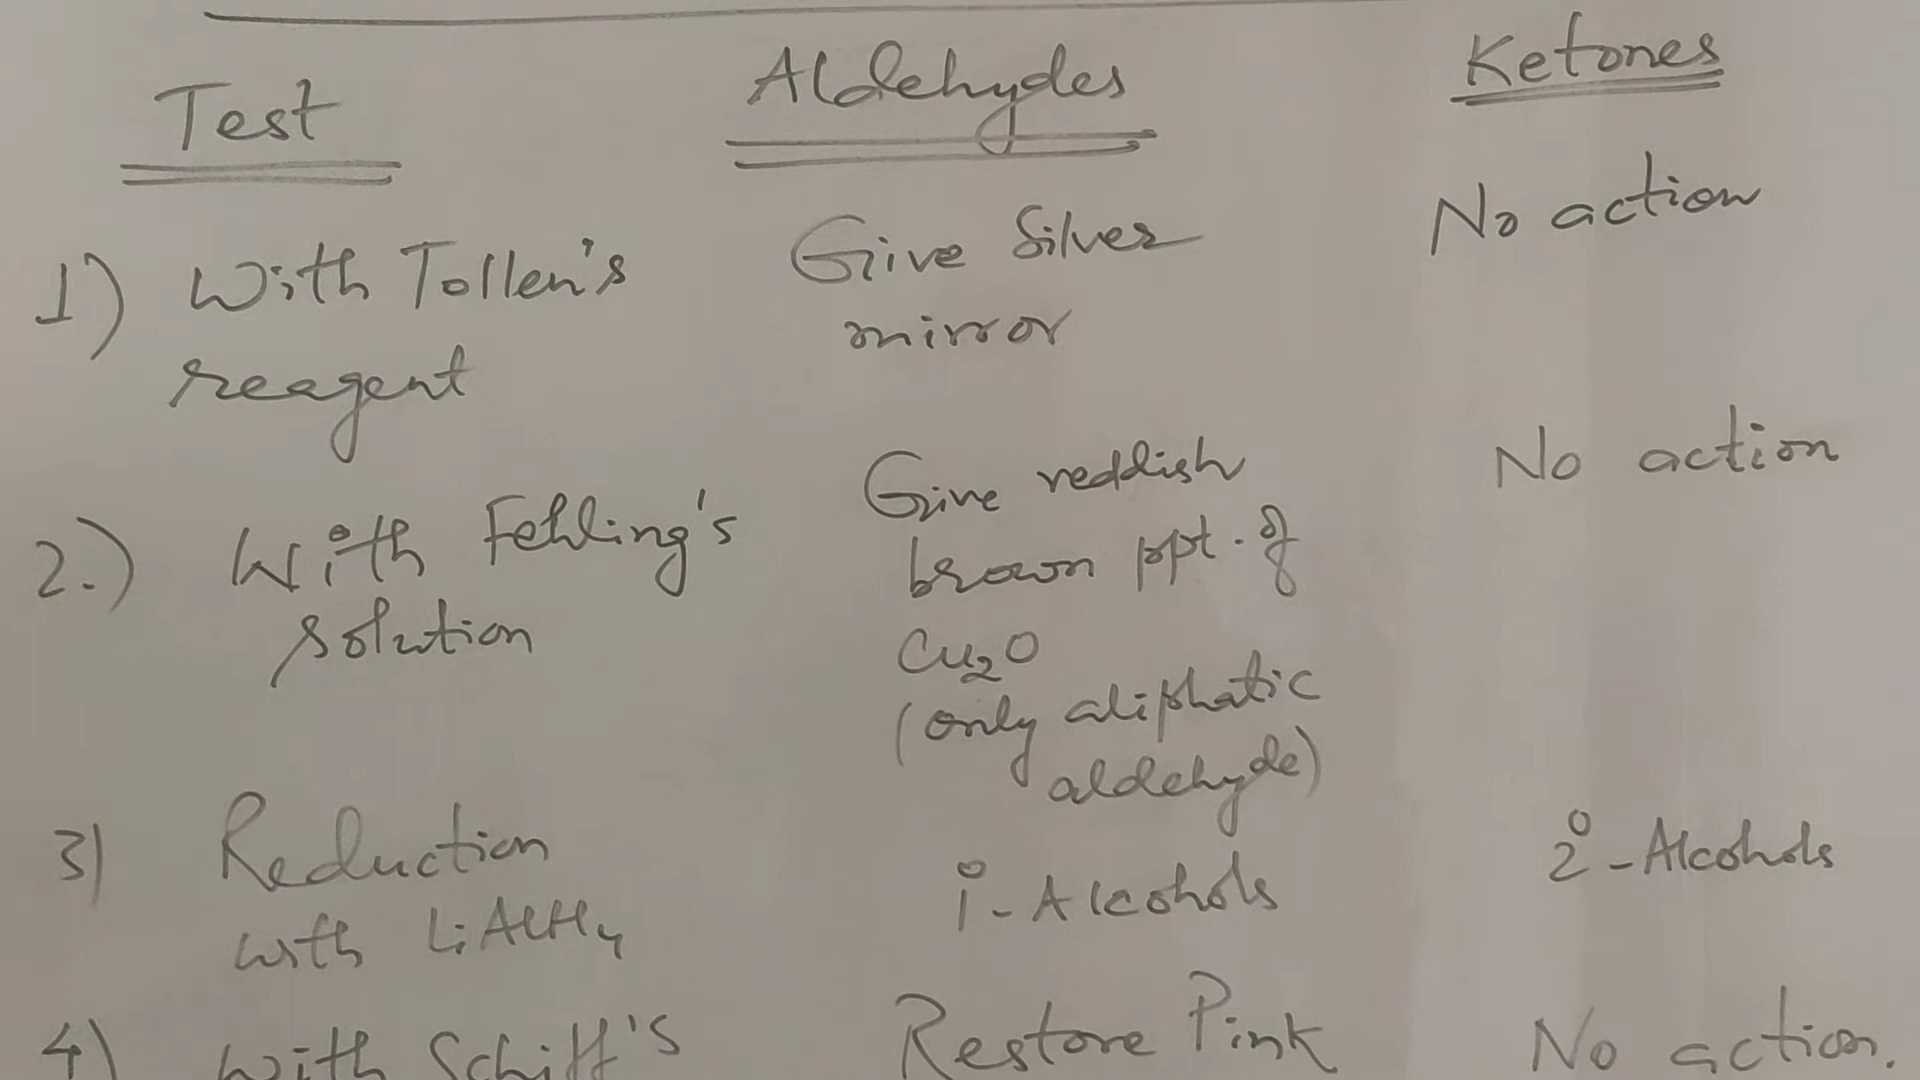 Test Aldehydes Ketones
1) With Tollen's Give Silver No action
reagent mirror
2.) With Fehling's Give reddish No action
solution brown ppt. of
Cu₂O
(only aliphatic
aldehyde)
3) Reduction 1°-Alcohols 2°-Alcohols
with LiAlH₄
4) With Schiff's Restore Pink No action.